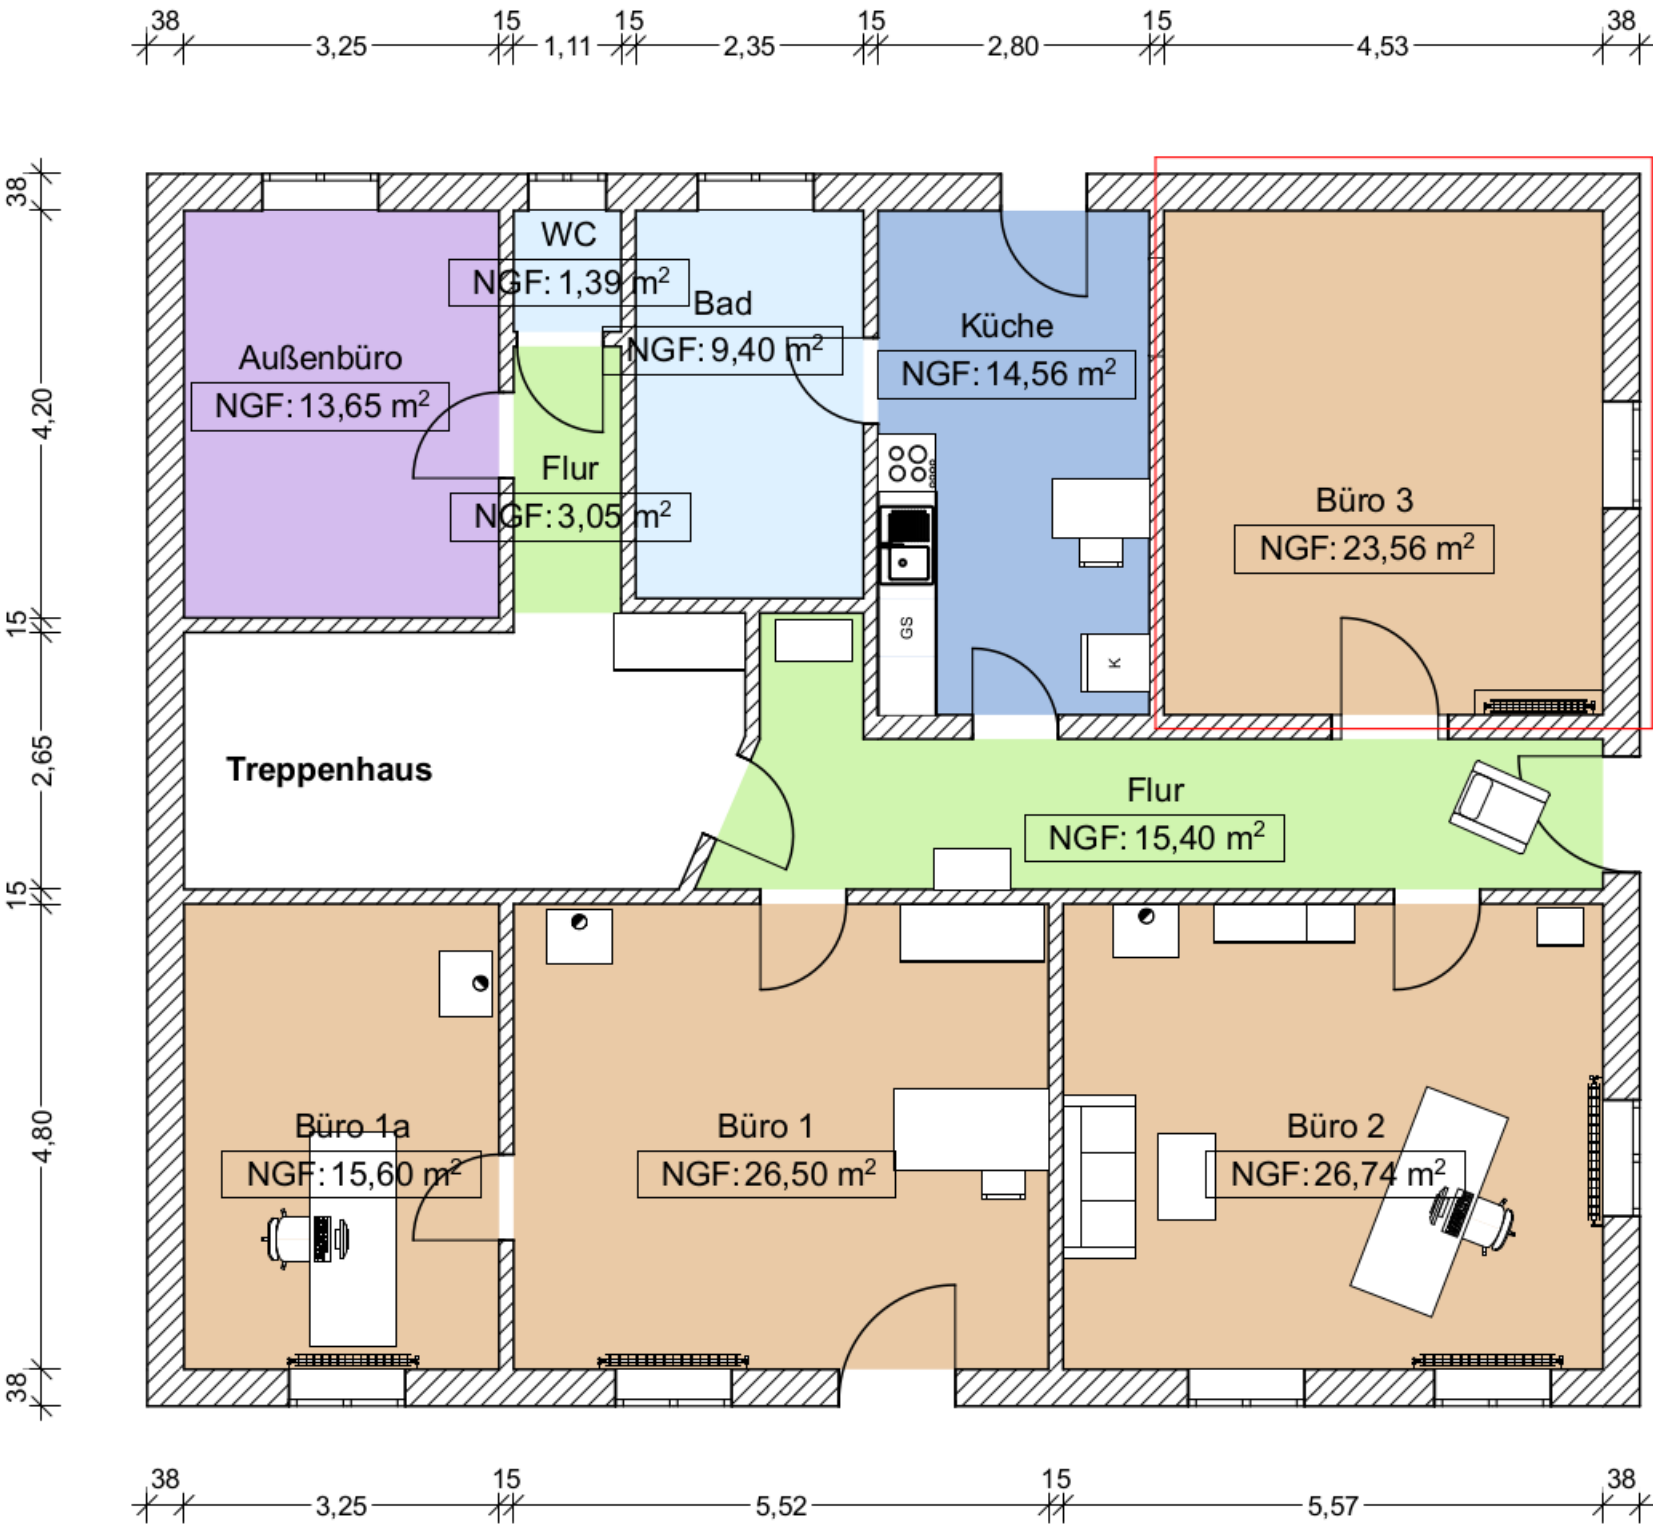 38 15 15 15 15 38
3,25 1,11 2,35 2,80 4,53
38
4,20
15
2,65
15
4,80
38
WC
NGF: 1,39 m²
Bad
NGF: 9,40 m²
Küche
NGF: 14,56 m²
Außenbüro
NGF: 13,65 m²
Flur
NGF: 3,05 m²
Büro 3
NGF: 23,56 m²
GS
K
Treppenhaus
Flur
NGF: 15,40 m²
Büro 1a
NGF: 15,60 m²
Büro 1
NGF: 26,50 m²
Büro 2
NGF: 26,74 m²
38 15 15 38
3,25 5,52 5,57